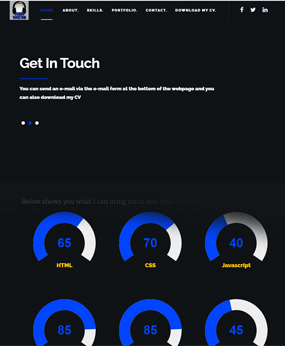 HOME. ABOUT. SKILLS. PORTFOLIO. CONTACT. DOWNLOAD MY CV.
Get In Touch
You can send an e-mail via the e-mail form at the bottom of the webpage and you
can also download my CV
Below shows you what I can bring
65 70 40
HTML CSS Javascript
85 85 45